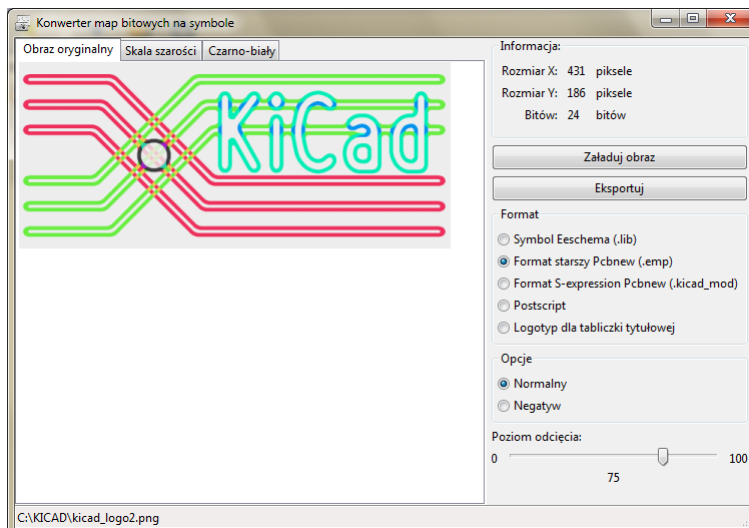 Konwerter map bitowych na symbole
Obraz oryginalny
Skala szarości
Czarno-biały
KiCad
Informacja:
Rozmiar X: 431 piksele
Rozmiar Y: 186 piksele
Bitów: 24 bitów
Załaduj obraz
Eksportuj
Format
Symbol Eeschema (.lib)
Format starszy Pcbnew (.emp)
Format S-expression Pcbnew (.kicad_mod)
Postscript
Logotyp dla tabliczki tytułowej
Opcje
Normalny
Negatyw
Poziom odcięcia:
0 100
75
C:\KICAD\kicad_logo2.png